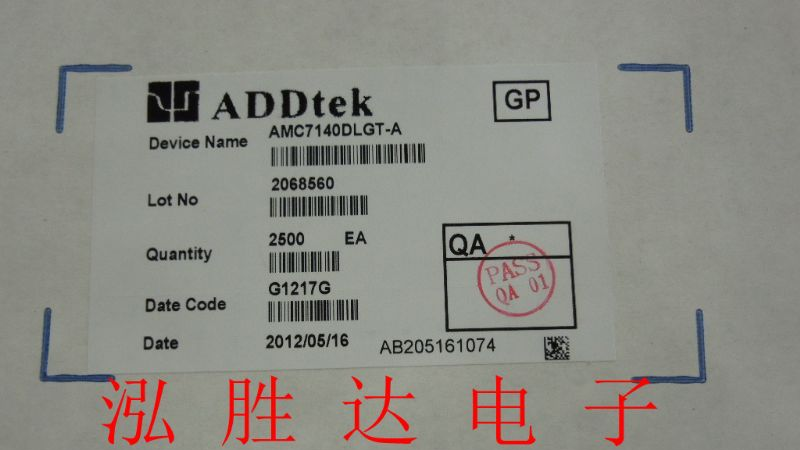 ADDtek
GP
Device Name AMC7140DLGT-A
Lot No 2068560
Quantity 2500 EA
QA *
PASS
QA 01
Date Code G1217G
Date 2012/05/16 AB205161074
泓胜达电子